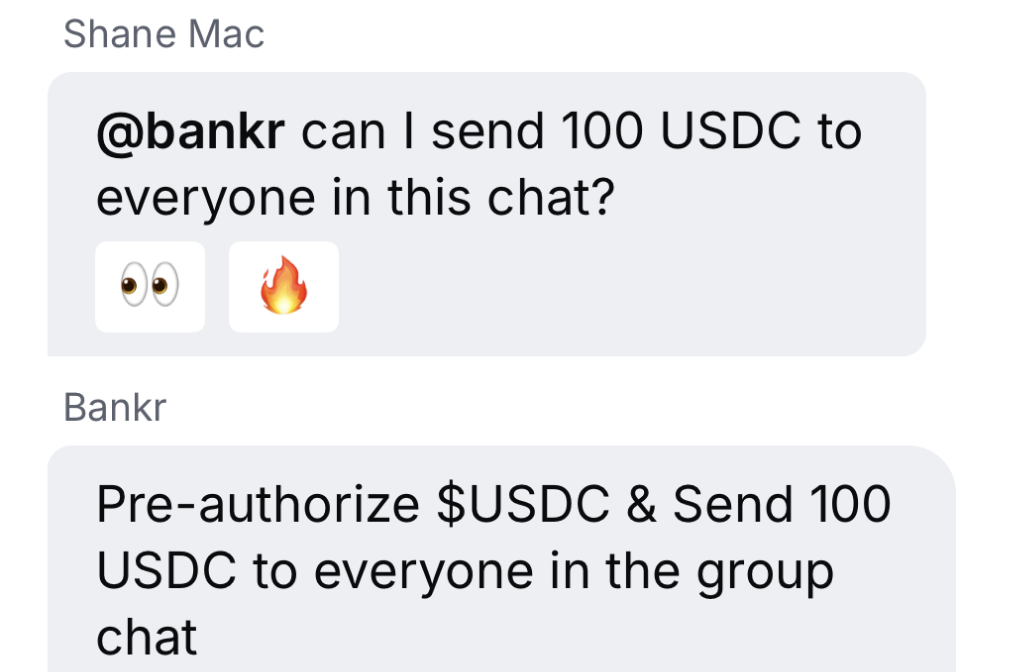 Shane Mac
@bankr can I send 100 USDC to
everyone in this chat?
Bankr
Pre-authorize $USDC & Send 100
USDC to everyone in the group
chat